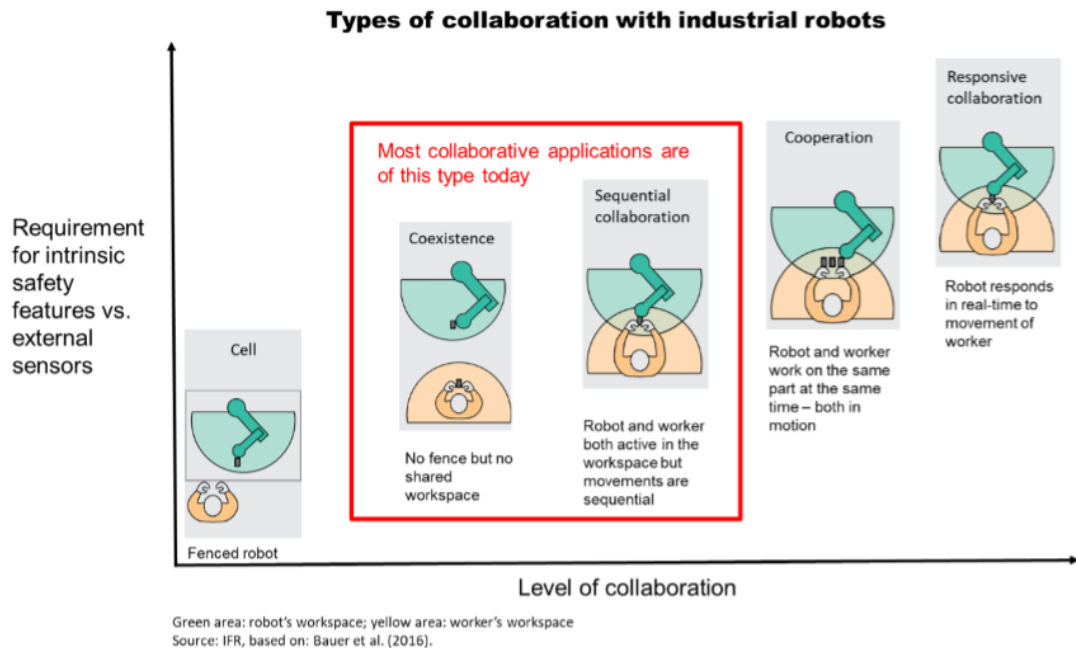 Types of collaboration with industrial robots
Requirement
for intrinsic
safety
features vs.
external
sensors
Cell
Fenced robot
Most collaborative applications are
of this type today
Coexistence
No fence but no
shared
workspace
Sequential
collaboration
Robot and worker
both active in the
workspace but
movements are
sequential
Cooperation
Robot and worker
work on the same
part at the same
time – both in
motion
Responsive
collaboration
Robot responds
in real-time to
movement of
worker
Level of collaboration
Green area: robot's workspace; yellow area: worker's workspace
Source: IFR, based on: Bauer et al. (2016).